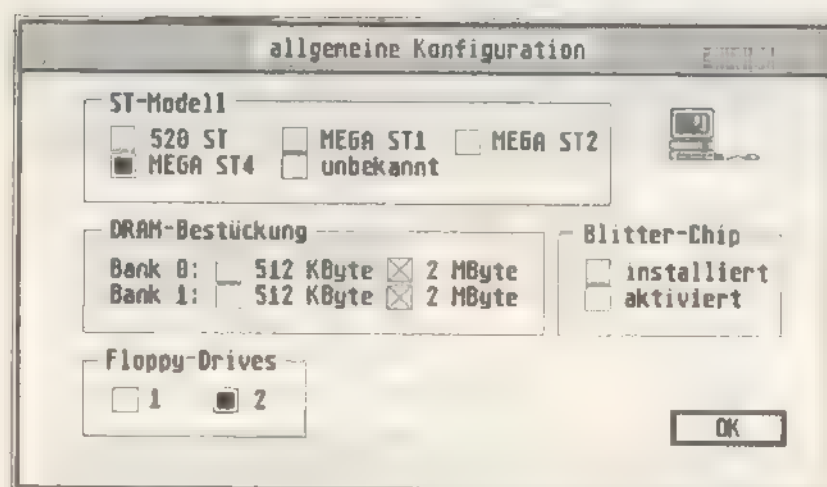 allgemeine Konfiguration
ST-Modell
520 ST MEGA ST1 MEGA ST2
MEGA ST4 unbekannt
DRAM-Bestückung
Bank 0: 512 KByte 2 MByte
Bank 1: 512 KByte 2 MByte
Blitter-Chip
installiert
aktiviert
Floppy-Drives
1 2
OK